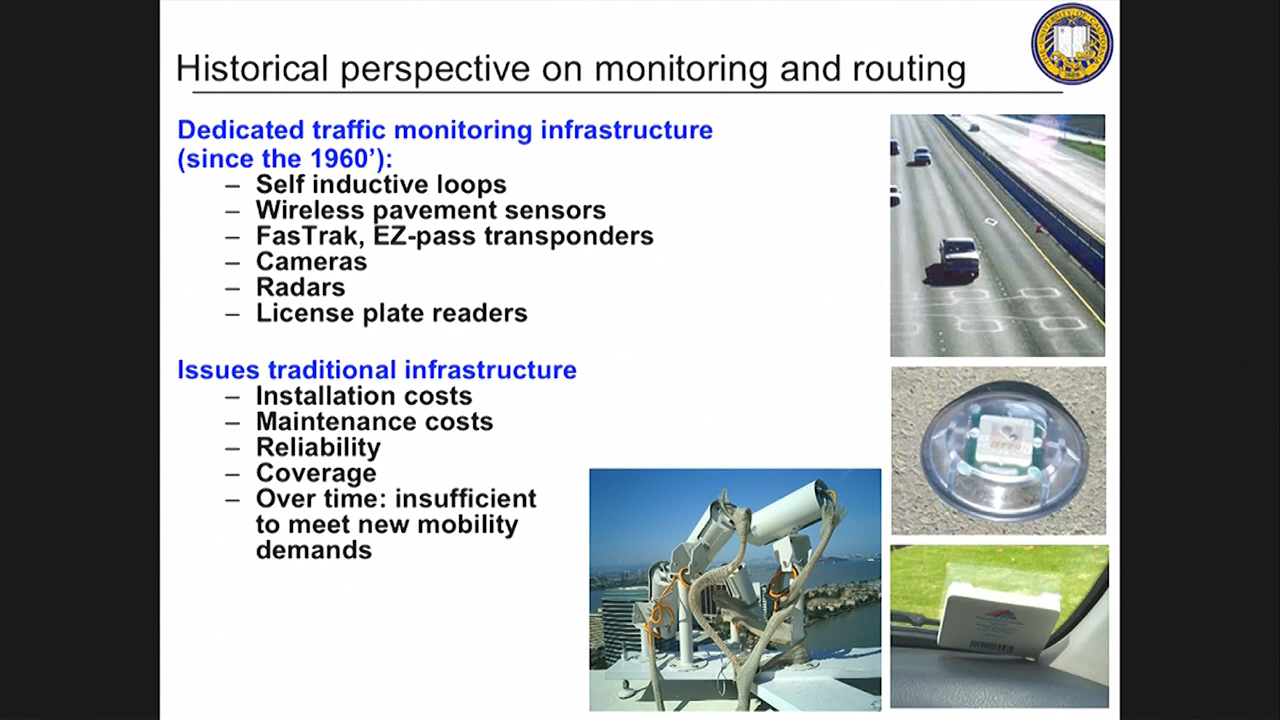 Historical perspective on monitoring and routing
Dedicated traffic monitoring infrastructure
(since the 1960’):
– Self inductive loops
– Wireless pavement sensors
– FasTrak, EZ-pass transponders
– Cameras
– Radars
– License plate readers
Issues traditional infrastructure
– Installation costs
– Maintenance costs
– Reliability
– Coverage
– Over time: insufficient
to meet new mobility
demands